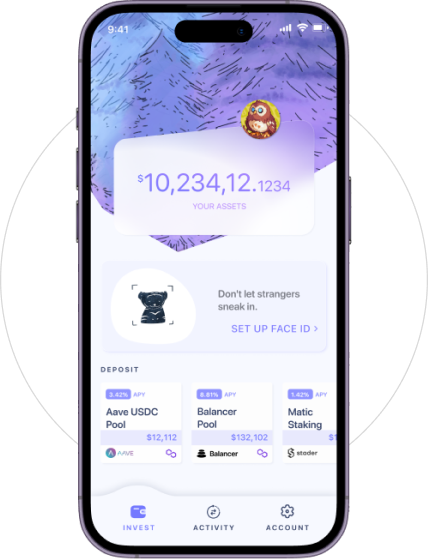 9:41
$10,234,12.1234
YOUR ASSETS
Don't let strangers
sneak in.
SET UP FACE ID >
DEPOSIT
3.42% APY
Aave USDC
Pool
$12,112
AAVE
8.81% APY
Balancer
Pool
$132,102
Balancer
1.42% APY
Matic
Staking
$1
stader
INVEST
ACTIVITY
ACCOUNT